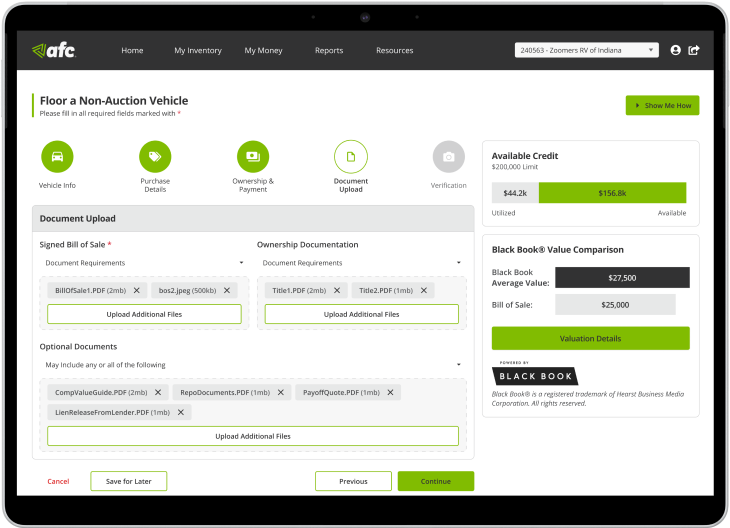 afc
Home
My Inventory
My Money
Reports
Resources
240563 - Zoomers RV of Indiana
Floor a Non-Auction Vehicle
Please fill in all required fields marked with *
Show Me How
Vehicle Info
Purchase
Details
Ownership &
Payment
Document
Upload
Verification
Document Upload
Signed Bill of Sale *
Document Requirements
BillOfSale1.PDF (2mb)
bos2.jpeg (500kb)
Upload Additional Files
Ownership Documentation
Document Requirements
Title1.PDF (2mb)
Title2.PDF (1mb)
Upload Additional Files
Optional Documents
May Include any or all of the following
CompValueGuide.PDF (2mb)
RepoDocuments.PDF (1mb)
PayoffQuote.PDF (1mb)
LienReleaseFromLender.PDF (1mb)
Upload Additional Files
Cancel
Save for Later
Previous
Continue
Available Credit
$200,000 Limit
$44.2k
$156.8k
Utilized
Available
Black Book® Value Comparison
Black Book
Average Value:
$27,500
Bill of Sale:
$25,000
Valuation Details
POWERED BY
BLACK BOOK
Black Book® is a registered trademark of Hearst Business Media
Corporation. All rights reserved.